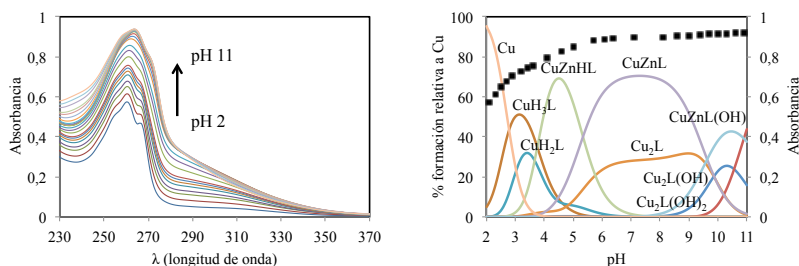 Absorbancia
1
0,8
0,6
0,4
0,2
0
pH 11
pH 2
230 250 270 290 310 330 350 370
λ (longitud de onda)
% formación relativa a Cu
100
80
60
40
20
0
Cu
CuZnHL
CuZnL
CuH3L
CuH2L
CuZnL(OH)
Cu2L
Cu2L(OH)
Cu2L(OH)2
1
0,8
0,6
0,4
0,2
0
Absorbancia
2 3 4 5 6 7 8 9 10 11
pH